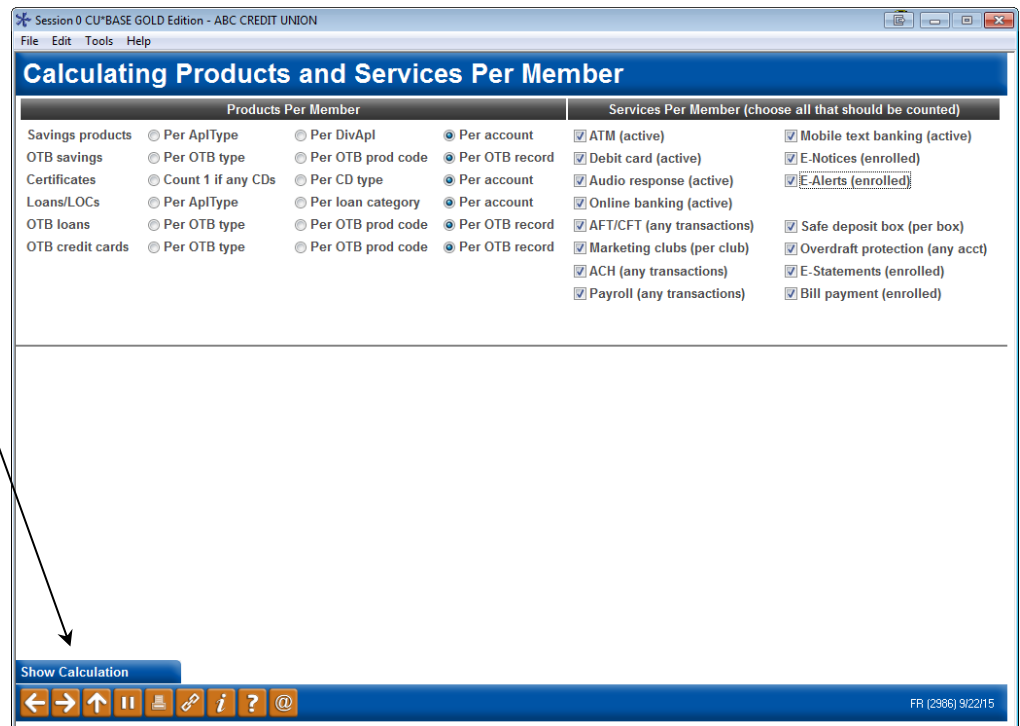 Session 0 CU*BASE GOLD Edition - ABC CREDIT UNION
File Edit Tools Help
Calculating Products and Services Per Member
Products Per Member
Services Per Member (choose all that should be counted)
Savings products Per AplType Per DivApl Per account ATM (active) Mobile text banking (active)
OTB savings Per OTB type Per OTB prod code Per OTB record Debit card (active) E-Notices (enrolled)
Certificates Count 1 if any CDs Per CD type Per account Audio response (active) E-Alerts (enrolled)
Loans/LOCs Per AplType Per loan category Per account Online banking (active)
OTB loans Per OTB type Per OTB prod code Per OTB record AFT/CFT (any transactions) Safe deposit box (per box)
OTB credit cards Per OTB type Per OTB prod code Per OTB record Marketing clubs (per club) Overdraft protection (any acct)
ACH (any transactions) E-Statements (enrolled)
Payroll (any transactions) Bill payment (enrolled)
Show Calculation
i ? @ FR (2986) 9/22/15